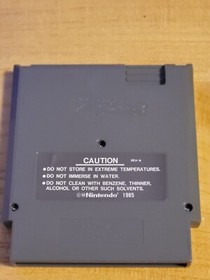 CAUTION
REV-A
●DO NOT STORE IN EXTREME TEMPERATURES.
●DO NOT IMMERSE IN WATER.
●DO NOT CLEAN WITH BENZENE, THINNER,
ALCOHOL OR OTHER SUCH SOLVENTS.
©®Nintendo 1985